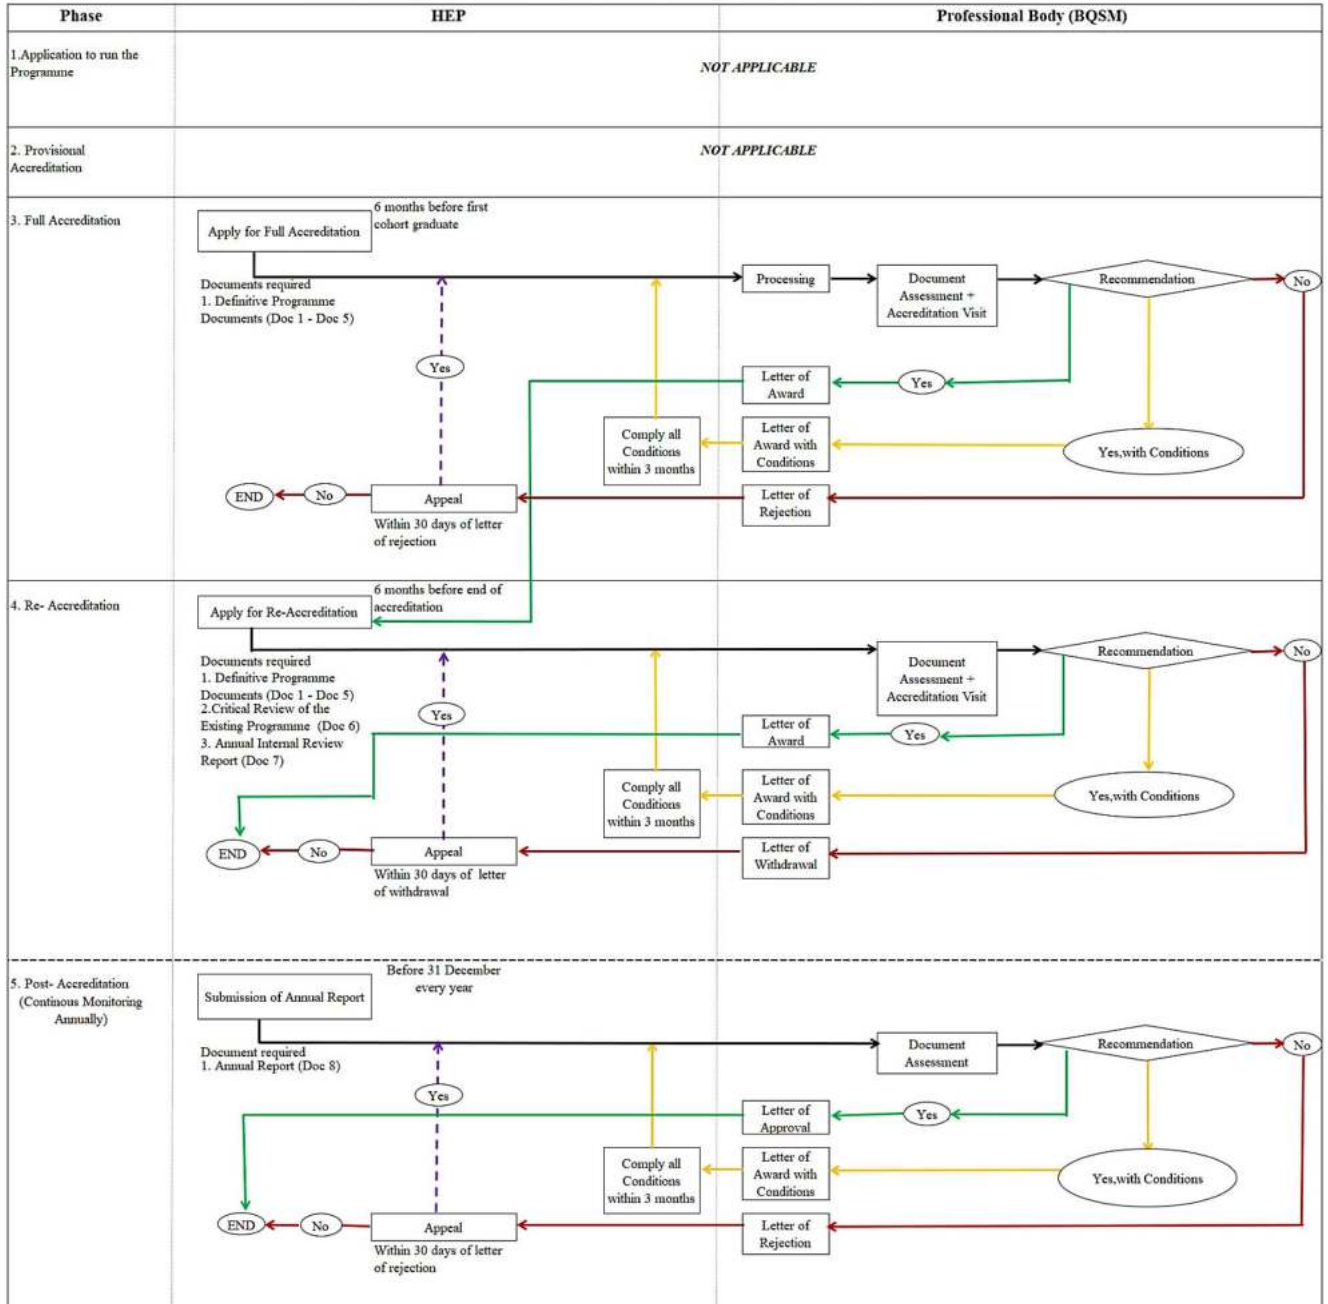 Phase
HEP
Professional Body (BQSM)
1.Application to run the
Programme
NOT APPLICABLE
2. Provisional
Accreditation
NOT APPLICABLE
3. Full Accreditation
Apply for Full Accreditation
6 months before first
cohort graduate
Documents required
1. Definitive Programme
Documents (Doc 1 - Doc 5)
Processing
Document
Assessment +
Accreditation Visit
Recommendation
No
Yes
Letter of
Award
Yes
Comply all
Conditions
within 3 months
Letter of
Award with
Conditions
Yes,with Conditions
END
No
Appeal
Letter of
Rejection
Within 30 days of letter
of rejection
4. Re- Accreditation
Apply for Re-Accreditation
6 months before end of
accreditation
Documents required
1. Definitive Programme
Documents (Doc 1 - Doc 5)
2.Critical Review of the
Existing Programme (Doc 6)
3. Annual Internal Review
Report (Doc 7)
Document
Assessment +
Accreditation Visit
Recommendation
No
Yes
Letter of
Award
Yes
Comply all
Conditions
within 3 months
Letter of
Award with
Conditions
Yes,with Conditions
END
No
Appeal
Letter of
Withdrawal
Within 30 days of letter
of withdrawal
5. Post- Accreditation
(Continous Monitoring
Annually)
Submission of Annual Report
Before 31 December
every year
Document required
1. Annual Report (Doc 8)
Document
Assessment
Recommendation
No
Yes
Letter of
Approval
Yes
Comply all
Conditions
within 3 months
Letter of
Award with
Conditions
Yes,with Conditions
END
No
Appeal
Letter of
Rejection
Within 30 days of letter
of rejection